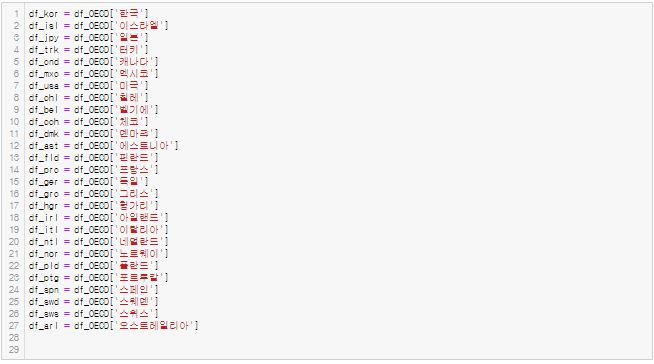 1 df_kor = df_OECD['한국']
2 df_isl = df_OECD['이스라엘']
3 df_jpy = df_OECD['일본']
4 df_trk = df_OECD['터키']
5 df_cnd = df_OECD['캐나다']
6 df_mxc = df_OECD['멕시코']
7 df_usa = df_OECD['미국']
8 df_chl = df_OECD['칠레']
9 df_bel = df_OECD['벨기에']
10 df_cch = df_OECD['체코']
11 df_dmk = df_OECD['덴마크']
12 df_ast = df_OECD['에스토니아']
13 df_fld = df_OECD['핀란드']
14 df_prc = df_OECD['프랑스']
15 df_ger = df_OECD['독일']
16 df_grc = df_OECD['그리스']
17 df_hgr = df_OECD['헝가리']
18 df_irl = df_OECD['아일랜드']
19 df_itl = df_OECD['이탈리아']
20 df_ntl = df_OECD['네덜란드']
21 df_nor = df_OECD['노르웨이']
22 df_pld = df_OECD['폴란드']
23 df_ptg = df_OECD['포르투갈']
24 df_spn = df_OECD['스페인']
25 df_swd = df_OECD['스웨덴']
26 df_sws = df_OECD['스위스']
27 df_arl = df_OECD['오스트레일리아']
28
29